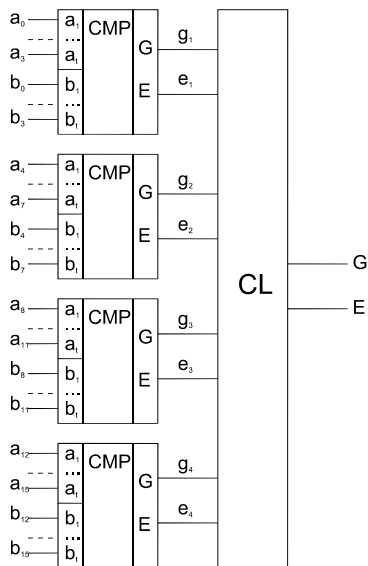 a₀ a₁ CMP
... G g₁
a₃ aₜ
b₀ b₁ E e₁
...
b₃ bₜ
a₄ a₁ CMP
... G g₂
a₇ aₜ
b₄ b₁ E e₂
...
b₇ bₜ
CL G
E
a₈ a₁ CMP
... G g₃
a₁₁ aₜ
b₈ b₁ E e₃
...
b₁₁ bₜ
a₁₂ a₁ CMP
... G g₄
a₁₅ aₜ
b₁₂ b₁ E e₄
...
b₁₅ bₜ